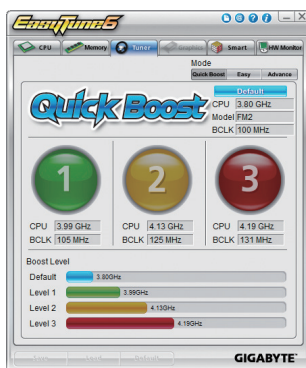 EasyTune6
CPU Memory Tuner Graphics Smart HW Monitor
Mode
Quick Boost Easy Advance
Quick Boost
Default
CPU 3.80 GHz
Model FM2
BCLK 100 MHz
1 2 3
CPU 3.99 GHz CPU 4.13 GHz CPU 4.19 GHz
BCLK 105 MHz BCLK 125 MHz BCLK 131 MHz
Boost Level
Default 3.80GHz
Level 1 3.99GHz
Level 2 4.13GHz
Level 3 4.19GHz
Save Load Default
GIGABYTE